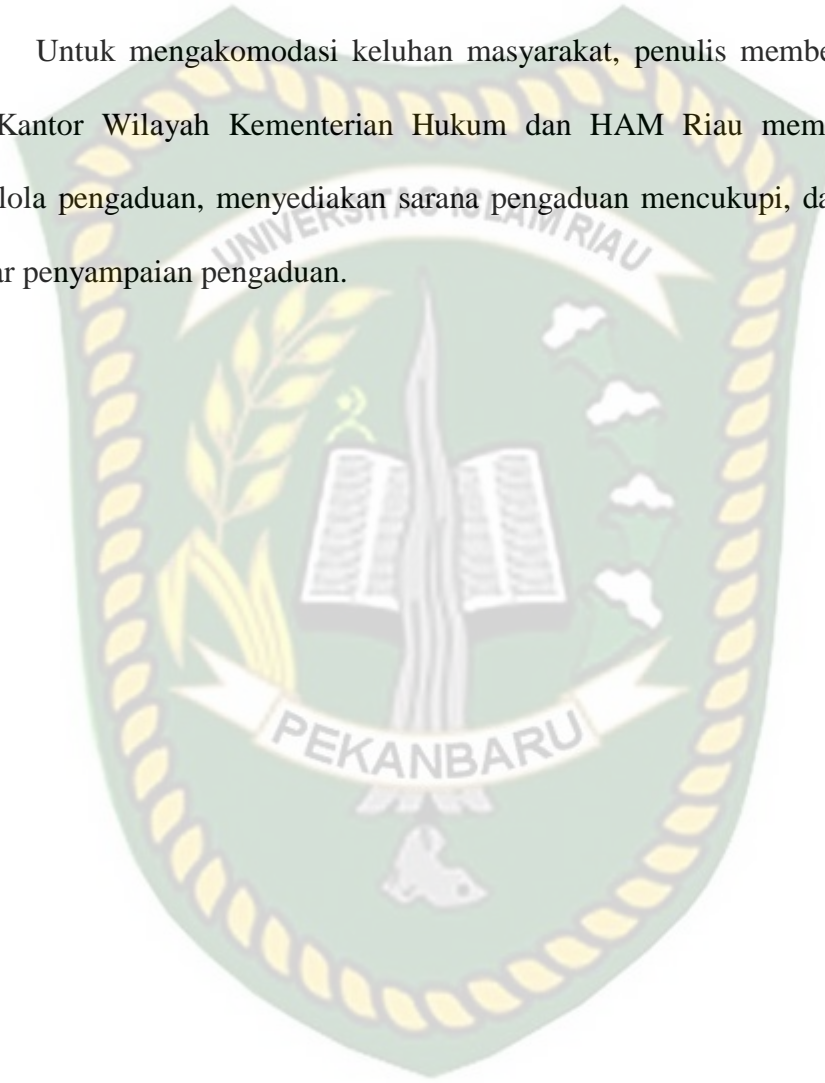 Untuk mengakomodasi keluhan masyarakat, penulis membe
Kantor Wilayah Kementerian Hukum dan HAM Riau mem
lola pengaduan, menyediakan sarana pengaduan mencukupi, da
ar penyampaian pengaduan.
UNIVERSITAS ISLAM RIAU
PEKANBARU